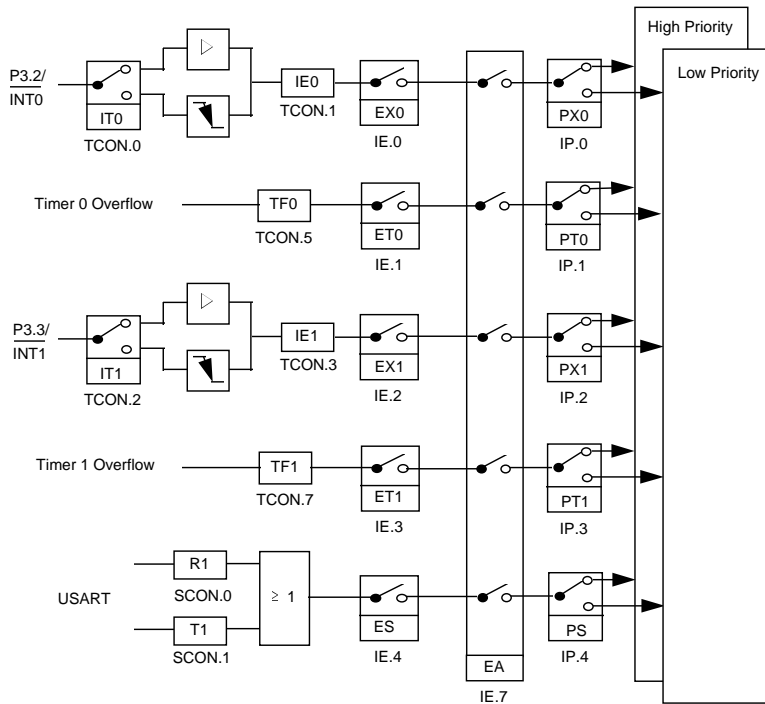 High Priority
Low Priority
P3.2/
INT0
IT0
TCON.0
IE0
TCON.1
EX0
IE.0
PX0
IP.0
Timer 0 Overflow
TF0
TCON.5
ET0
IE.1
PT0
IP.1
P3.3/
INT1
IT1
TCON.2
IE1
TCON.3
EX1
IE.2
PX1
IP.2
Timer 1 Overflow
TF1
TCON.7
ET1
IE.3
PT1
IP.3
USART
R1
SCON.0
T1
SCON.1
≥ 1
ES
IE.4
EA
IE.7
PS
IP.4